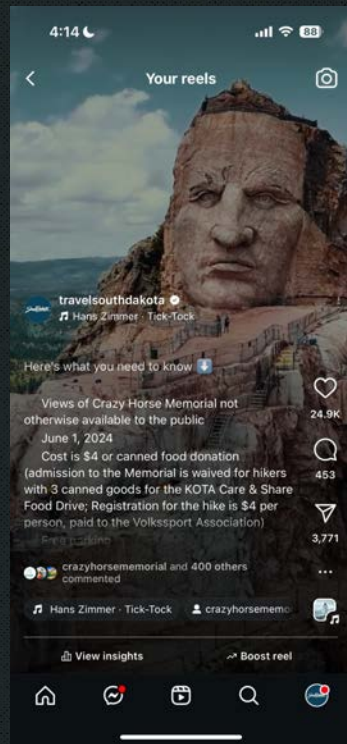 4:14
88
Your reels
travelsouthdakota
Hans Zimmer · Tick-Tock
Here's what you need to know
Views of Crazy Horse Memorial not
otherwise available to the public
June 1, 2024
Cost is $4 or canned food donation
(admission to the Memorial is waived for hikers
with 3 canned goods for the KOTA Care & Share
Food Drive; Registration for the hike is $4 per
person, paid to the Volkssport Association)
Free parking
24.9K
453
3,771
crazyhorsememorial and 400 others
commented
Hans Zimmer · Tick-Tock
crazyhorsememo
View insights
Boost reel